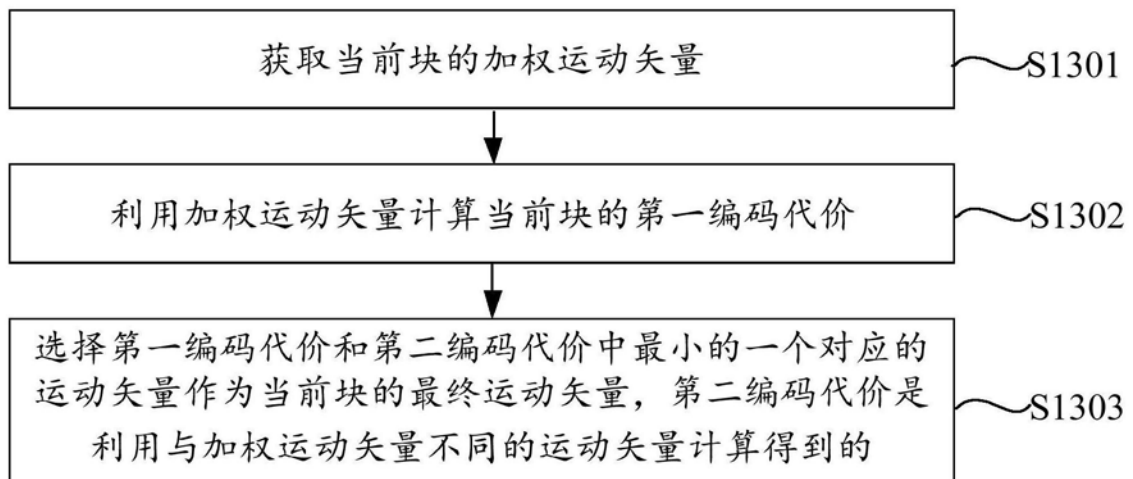 获取当前块的加权运动矢量
S1301
利用加权运动矢量计算当前块的第一编码代价
S1302
选择第一编码代价和第二编码代价中最小的一个对应的
运动矢量作为当前块的最终运动矢量，第二编码代价是
利用与加权运动矢量不同的运动矢量计算得到的
S1303